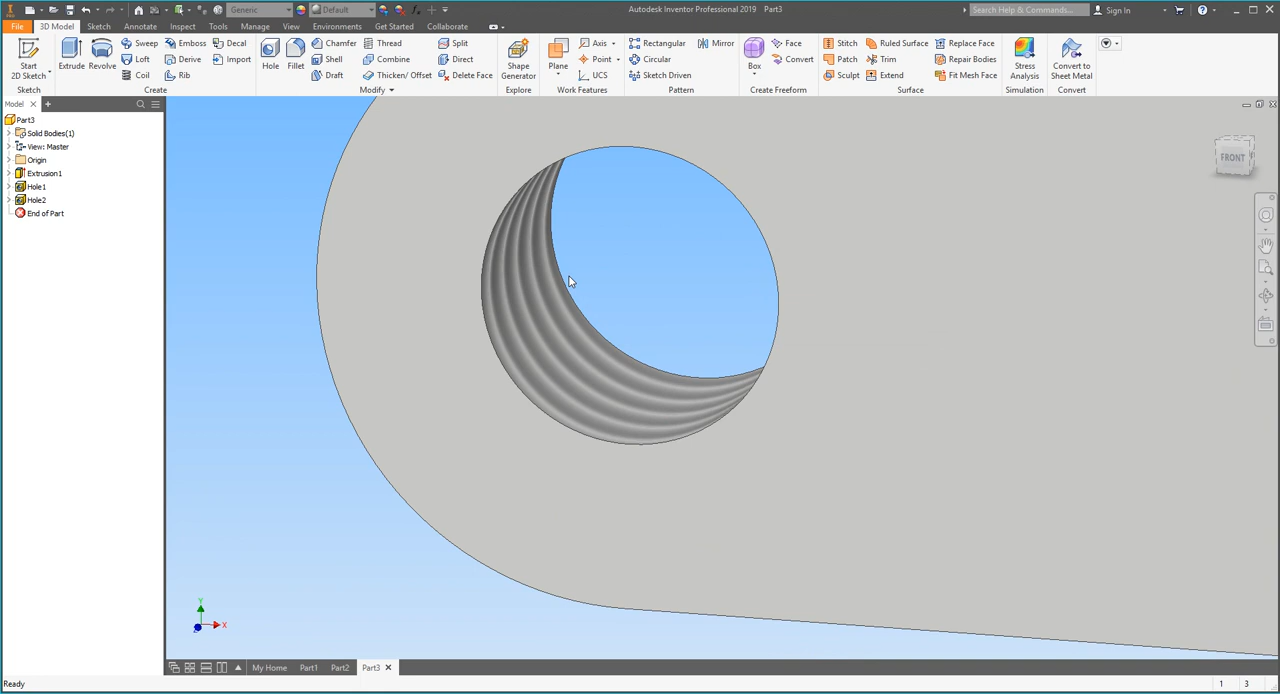 Generic Default Autodesk Inventor Professional 2019 Part3 Search Help & Commands... Sign In
File 3D Model Sketch Annotate Inspect Tools Manage View Environments Get Started Collaborate
Start 2D Sketch
Sketch
Extrude Revolve
Sweep Emboss Decal
Loft Derive Import
Coil Rib
Create
Hole Fillet
Chamfer Thread Split
Shell Combine Direct
Draft Thicken/ Offset Delete Face
Modify
Shape Generator
Explore
Plane
Axis
Point
UCS
Work Features
Rectangular Mirror
Circular
Sketch Driven
Pattern
Box
Face
Convert
Create Freeform
Stitch Ruled Surface Replace Face
Patch Trim Repair Bodies
Sculpt Extend Fit Mesh Face
Surface
Stress Analysis
Simulation
Convert to Sheet Metal
Convert
Model
Part3
Solid Bodies(1)
View: Master
Origin
Extrusion1
Hole1
Hole2
End of Part
FRONT
Y
X
Z
My Home Part1 Part2 Part3
Ready 1 3